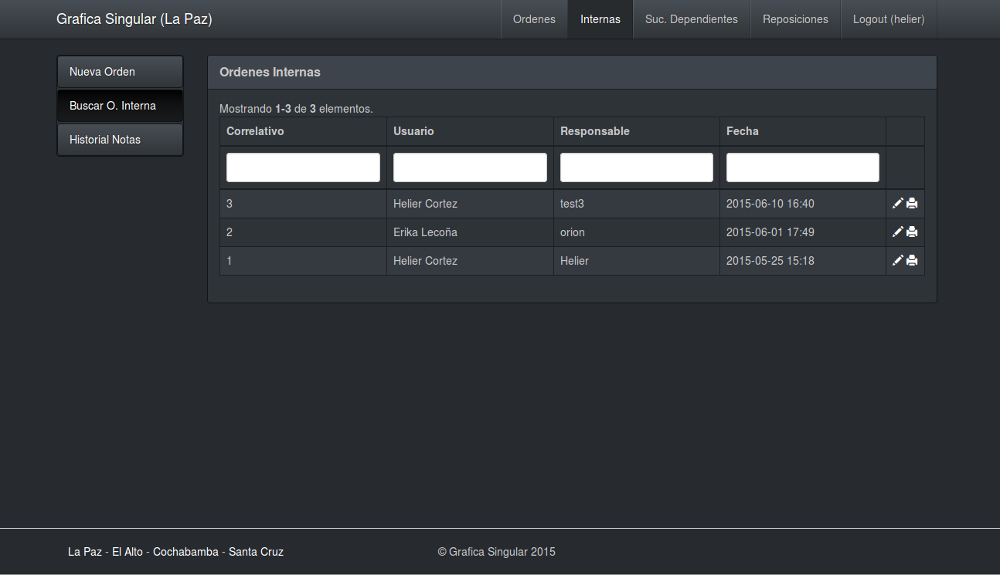 Grafica Singular (La Paz) Ordenes Internas Suc. Dependientes Reposiciones Logout (helier)
Nueva Orden
Buscar O. Interna
Historial Notas
Ordenes Internas
Mostrando 1-3 de 3 elementos.
Correlativo Usuario Responsable Fecha
3 Helier Cortez test3 2015-06-10 16:40
2 Erika Lecoña orion 2015-06-01 17:49
1 Helier Cortez Helier 2015-05-25 15:18
La Paz - El Alto - Cochabamba - Santa Cruz © Grafica Singular 2015